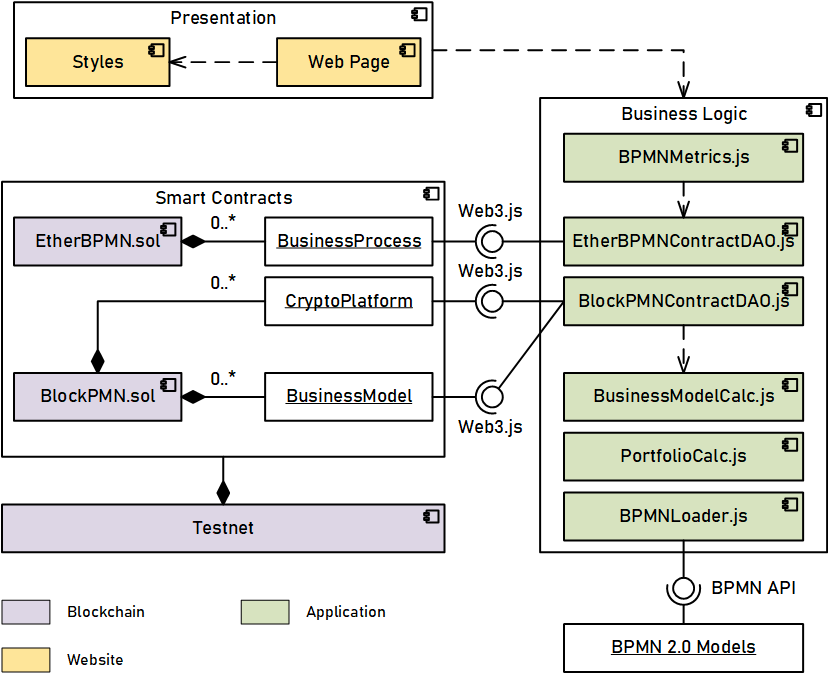 Presentation
Styles
Web Page
Business Logic
BPMNMetrics.js
Smart Contracts
EtherBPMN.sol
0..*
BusinessProcess
Web3.js
EtherBPMNContractDAO.js
0..*
CryptoPlatform
Web3.js
BlockPMNContractDAO.js
BlockPMN.sol
0..*
BusinessModel
Web3.js
BusinessModelCalc.js
PortfolioCalc.js
BPMNLoader.js
Testnet
BPMN API
BPMN 2.0 Models
Blockchain
Application
Website